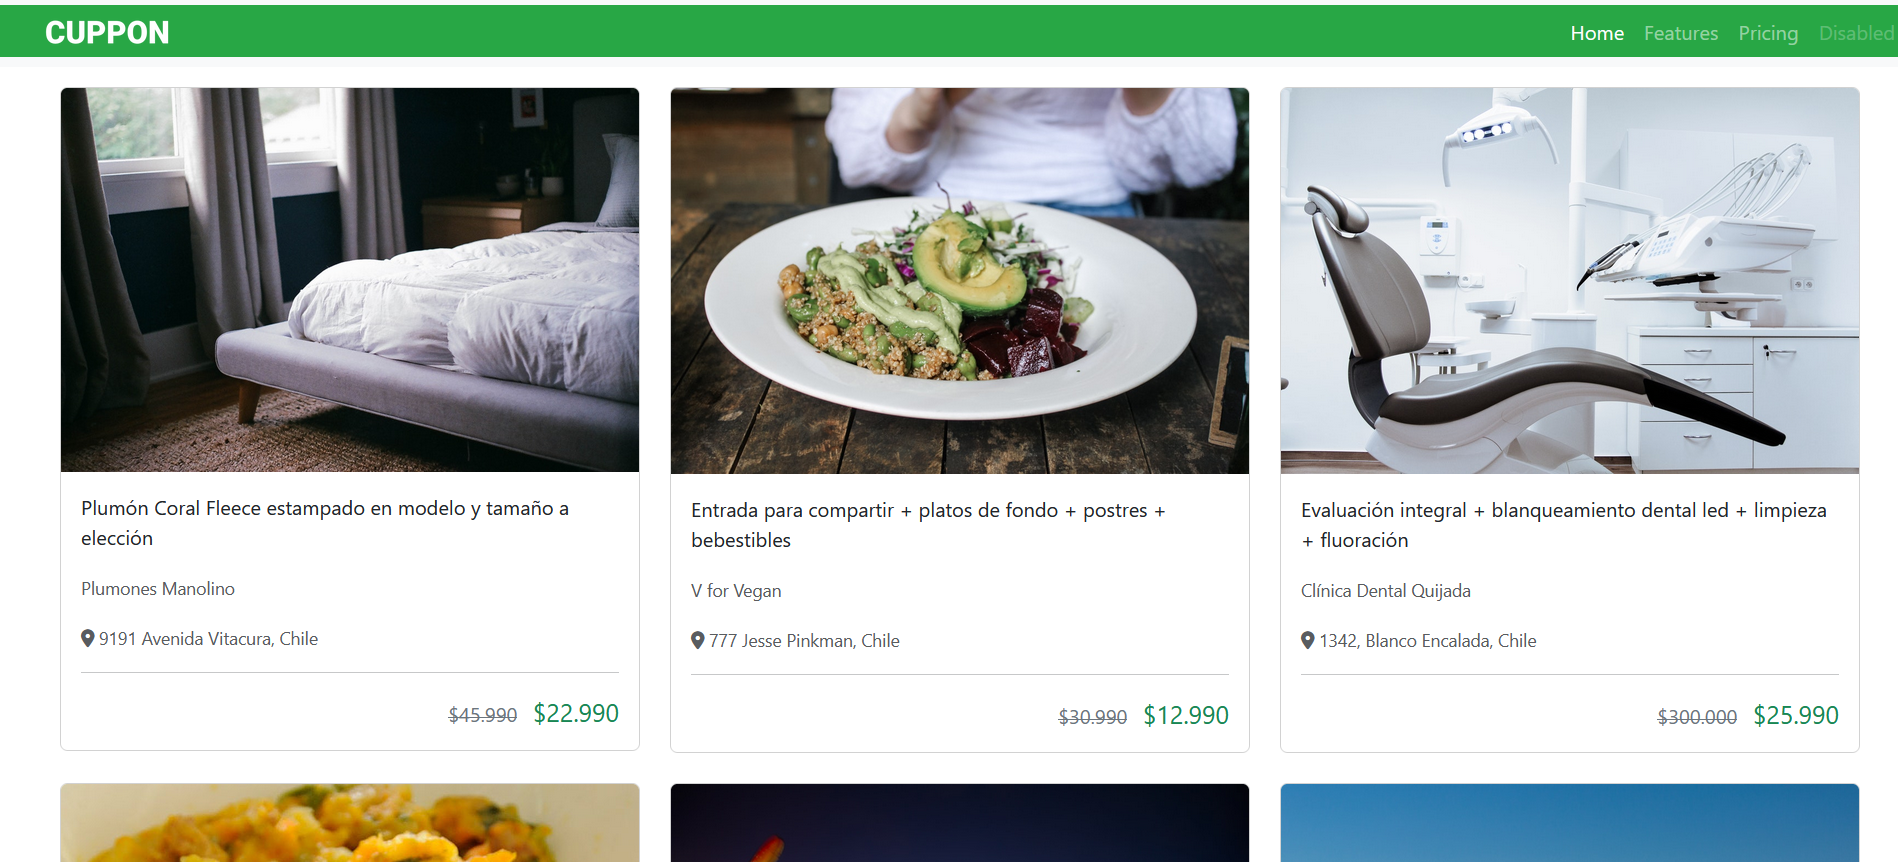 CUPPON
Home Features Pricing Disabled
Plumón Coral Fleece estampado en modelo y tamaño a
elección
Plumones Manolino
9191 Avenida Vitacura, Chile
$45.990 $22.990
Entrada para compartir + platos de fondo + postres +
bebestibles
V for Vegan
777 Jesse Pinkman, Chile
$30.990 $12.990
Evaluación integral + blanqueamiento dental led + limpieza
+ fluoración
Clínica Dental Quijada
1342, Blanco Encalada, Chile
$300.000 $25.990